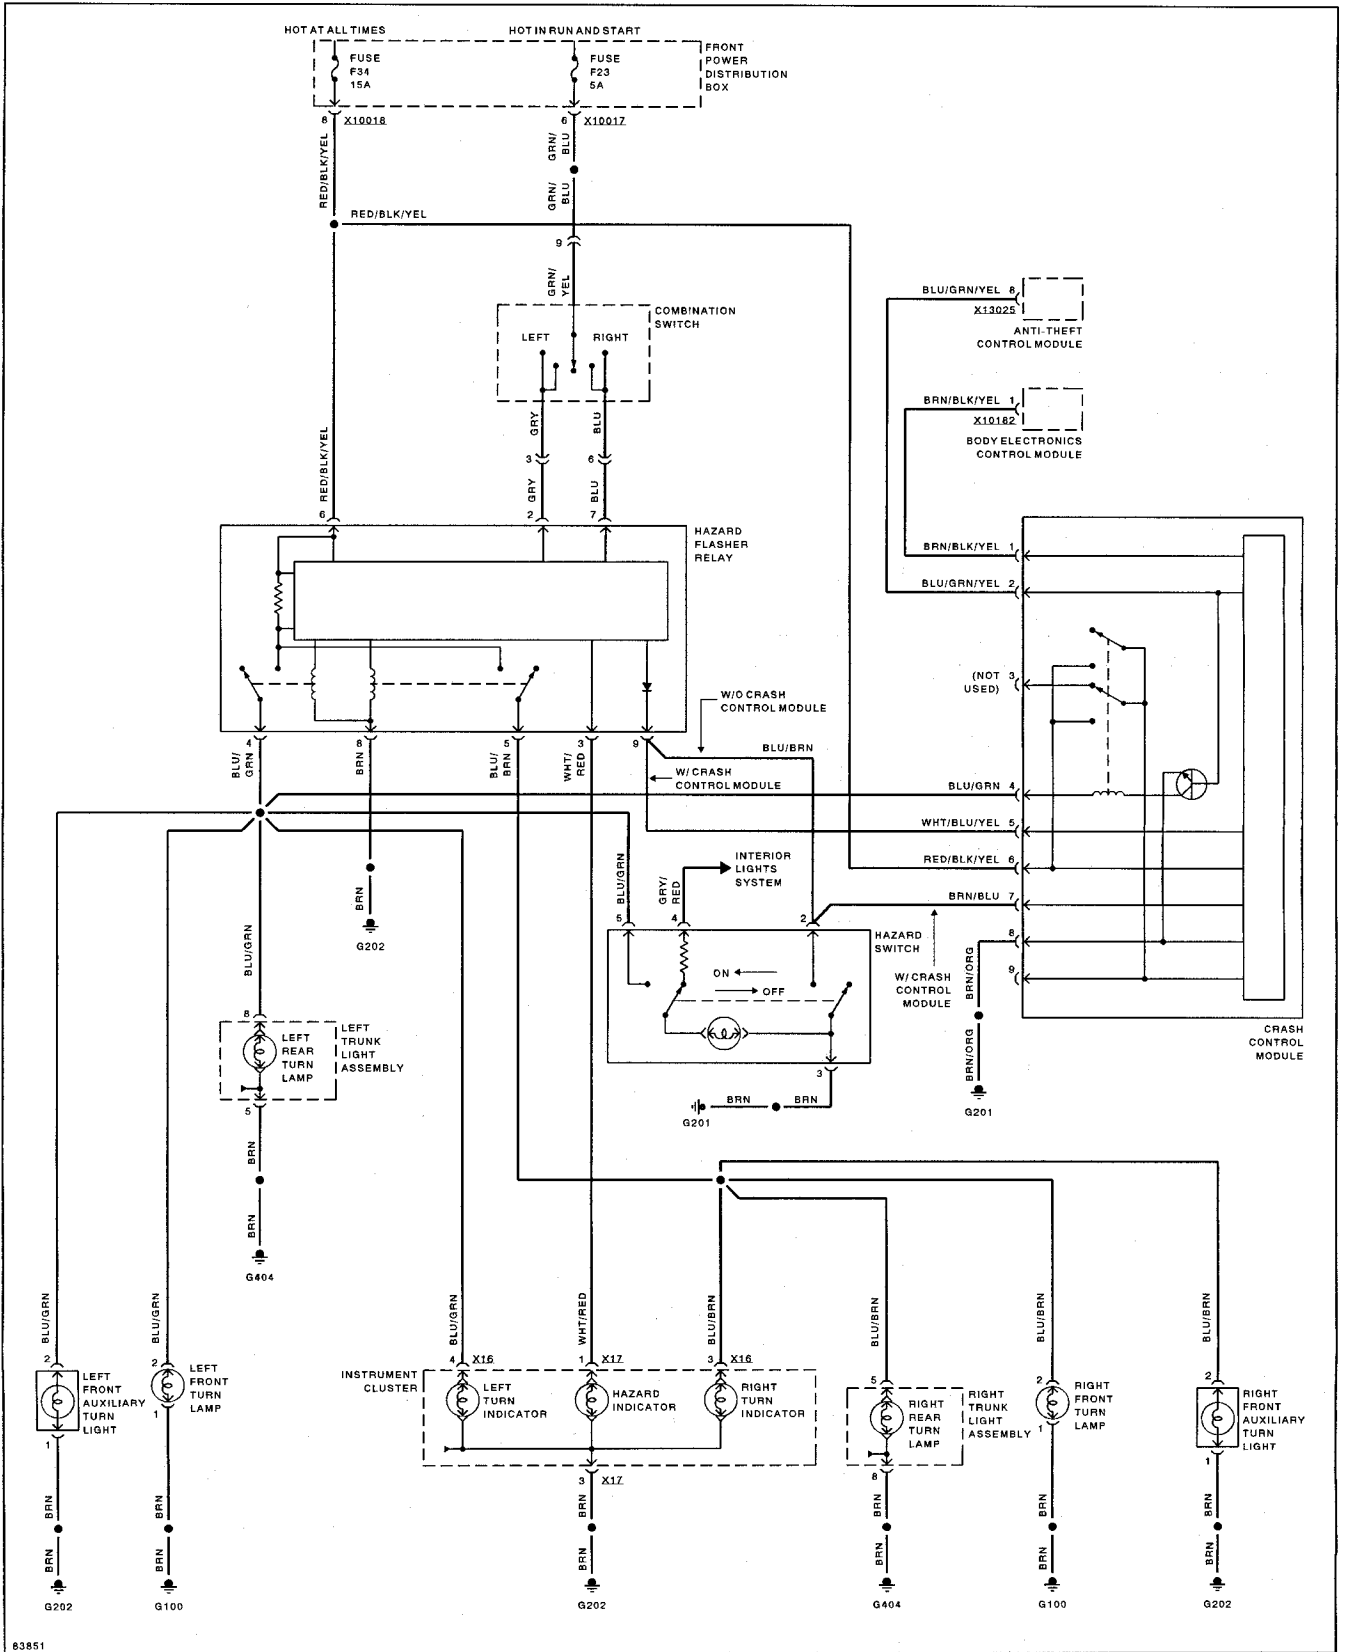 HOT AT ALL TIMES
HOT IN RUN AND START
FUSE
F34
15A
FUSE
F23
5A
FRONT
POWER
DISTRIBUTION
BOX
8 X10018
6 X10017
RED/BLK/YEL
GRN/
BLU
GRN/
BLU
RED/BLK/YEL
9
GRN/
YEL
COMBINATION
SWITCH
LEFT
RIGHT
BLU/GRN/YEL 8
X13025
ANTI-THEFT
CONTROL MODULE
BRN/BLK/YEL 1
X10182
BODY ELECTRONICS
CONTROL MODULE
GRY
BLU
3
6
RED/BLK/YEL
GRY
BLU
6
2
7
HAZARD
FLASHER
RELAY
BRN/BLK/YEL 1
BLU/GRN/YEL 2
(NOT
USED)
3
W/O CRASH
CONTROL MODULE
4
8
5
3
9
BLU/
GRN
BRN
BLU/
BRN
WHT/
RED
BLU/BRN
W/ CRASH
CONTROL MODULE
BLU/GRN 4
WHT/BLU/YEL 5
RED/BLK/YEL 6
BRN/BLU 7
8
9
INTERIOR
LIGHTS
SYSTEM
BLU/GRN
GRY/
RED
5
4
2
HAZARD
SWITCH
ON
OFF
W/ CRASH
CONTROL
MODULE
BRN/ORG
BRN/ORG
G201
CRASH
CONTROL
MODULE
BRN
G202
BLU/GRN
8
LEFT
REAR
TURN
LAMP
LEFT
TRUNK
LIGHT
ASSEMBLY
5
BRN
BRN
G404
3
BRN
BRN
G201
BLU/GRN
BLU/GRN
BLU/GRN
WHT/RED
BLU/BRN
BLU/BRN
BLU/BRN
BLU/BRN
2
LEFT
FRONT
AUXILIARY
TURN
LIGHT
1
2
LEFT
FRONT
TURN
LAMP
1
INSTRUMENT
CLUSTER
4 X16
1 X17
3 X16
LEFT
TURN
INDICATOR
HAZARD
INDICATOR
RIGHT
TURN
INDICATOR
3 X17
5
RIGHT
REAR
TURN
LAMP
RIGHT
TRUNK
LIGHT
ASSEMBLY
8
2
RIGHT
FRONT
TURN
LAMP
1
2
RIGHT
FRONT
AUXILIARY
TURN
LIGHT
1
BRN
BRN
BRN
BRN
BRN
BRN
BRN
BRN
BRN
BRN
BRN
BRN
G202
G100
G202
G404
G100
G202
83851